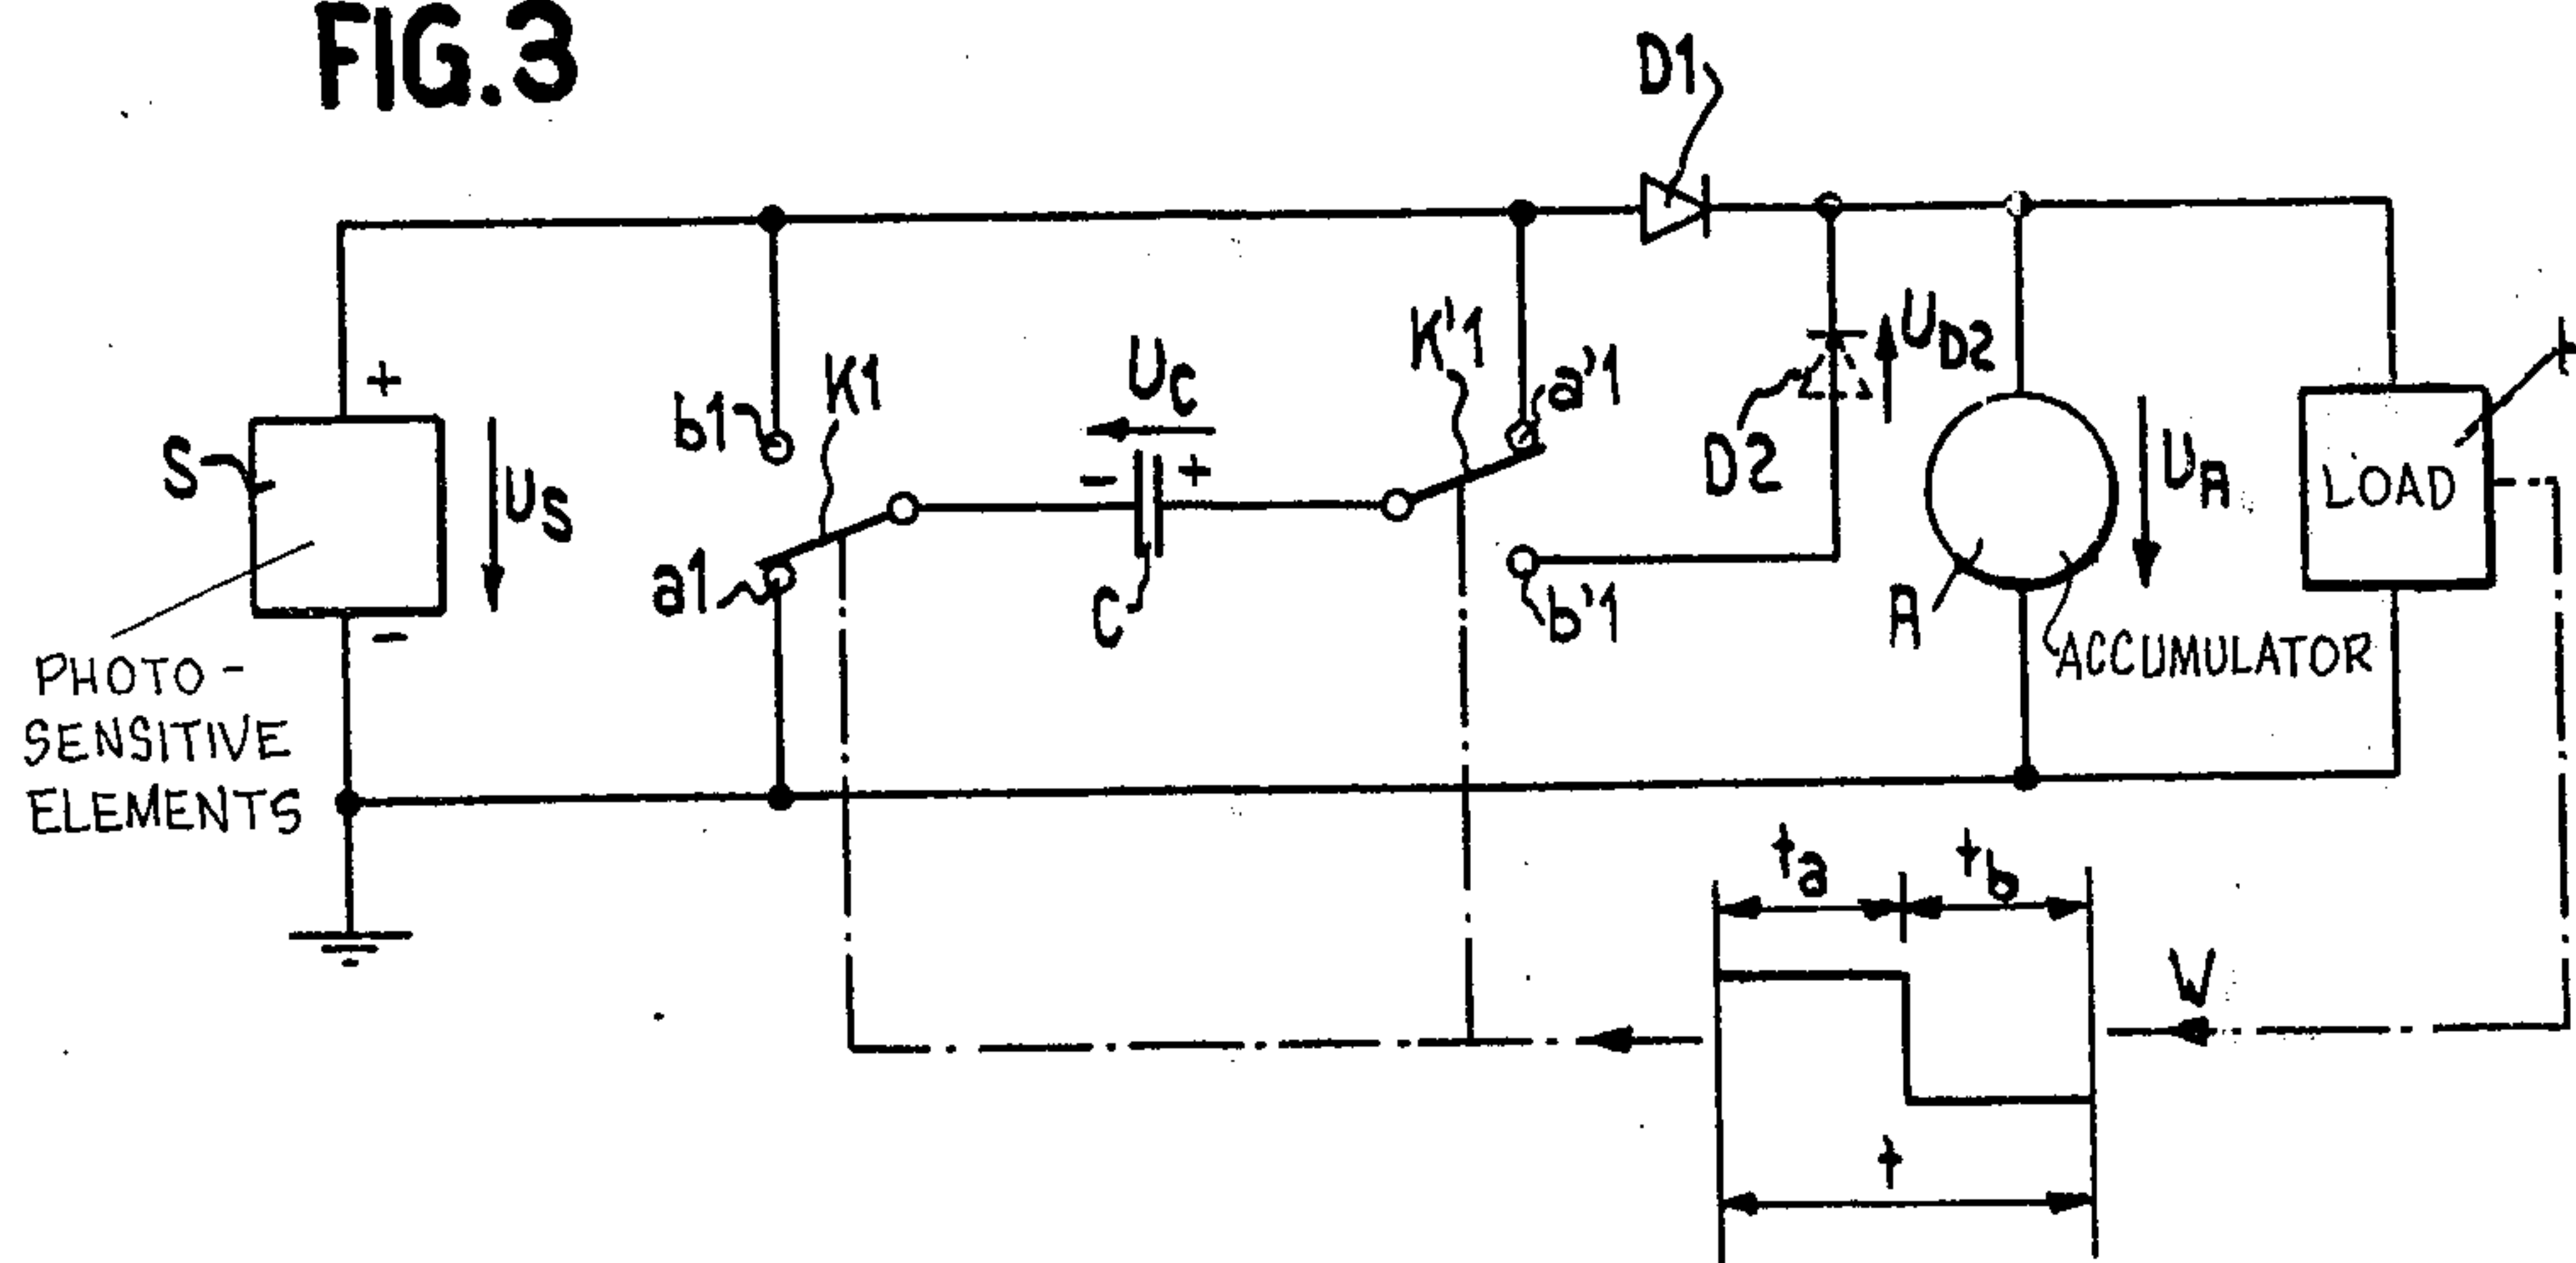 FIG.3
D1
+
US
S
-
PHOTO-
SENSITIVE
ELEMENTS
b1
K1
a1
UC
-
+
C
K'1
a'1
b'1
D2
UD2
A
UA
ACCUMULATOR
LOAD
ta
tb
W
t